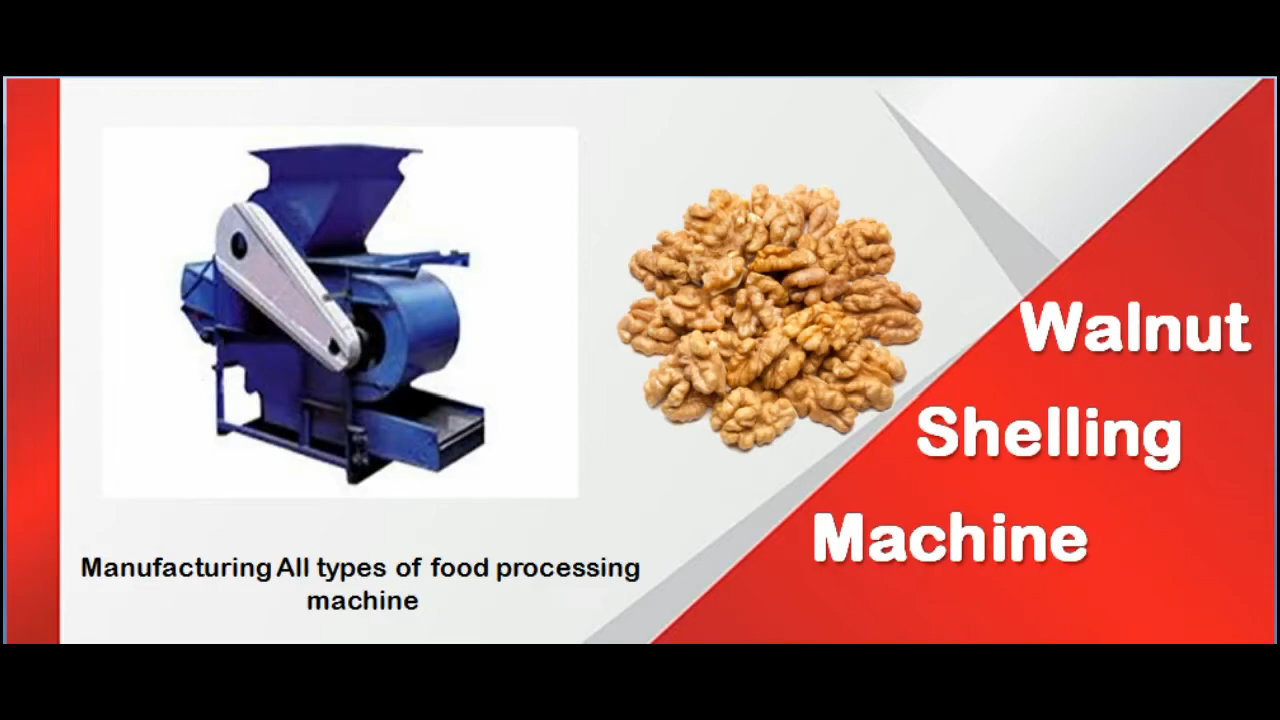 Walnut
Shelling
Machine
Manufacturing All types of food processing
machine